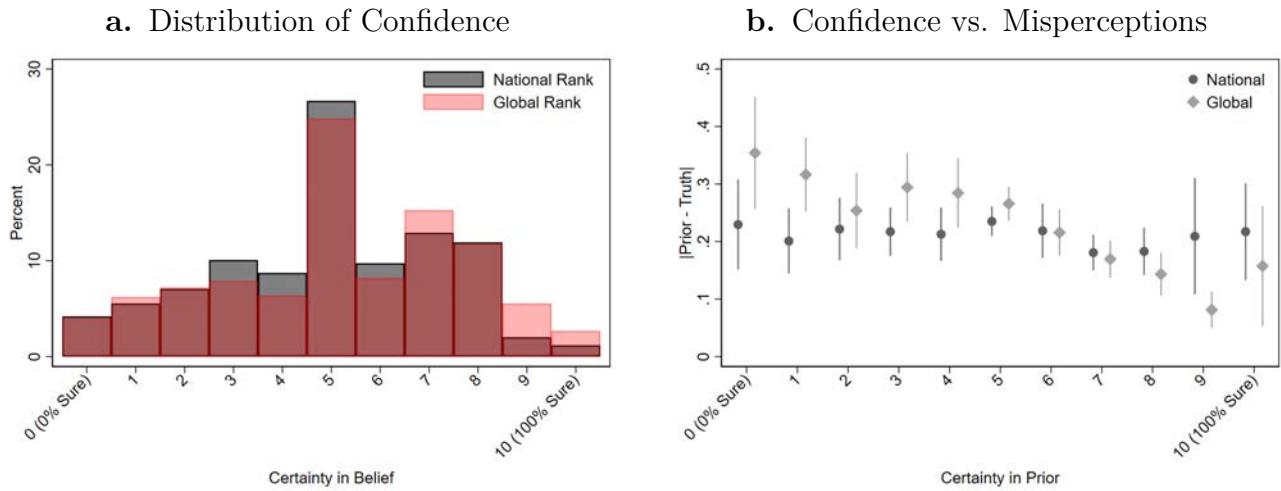 a. Distribution of Confidence
30
20
10
0
Percent
National Rank
Global Rank
0 (0% Sure)
1
2
3
4
5
6
7
8
9
10 (100% Sure)
Certainty in Belief
b. Confidence vs. Misperceptions
.5
.4
.3
.2
.1
0
|Prior - Truth|
National
Global
0 (0% Sure)
1
2
3
4
5
6
7
8
9
10 (100% Sure)
Certainty in Prior